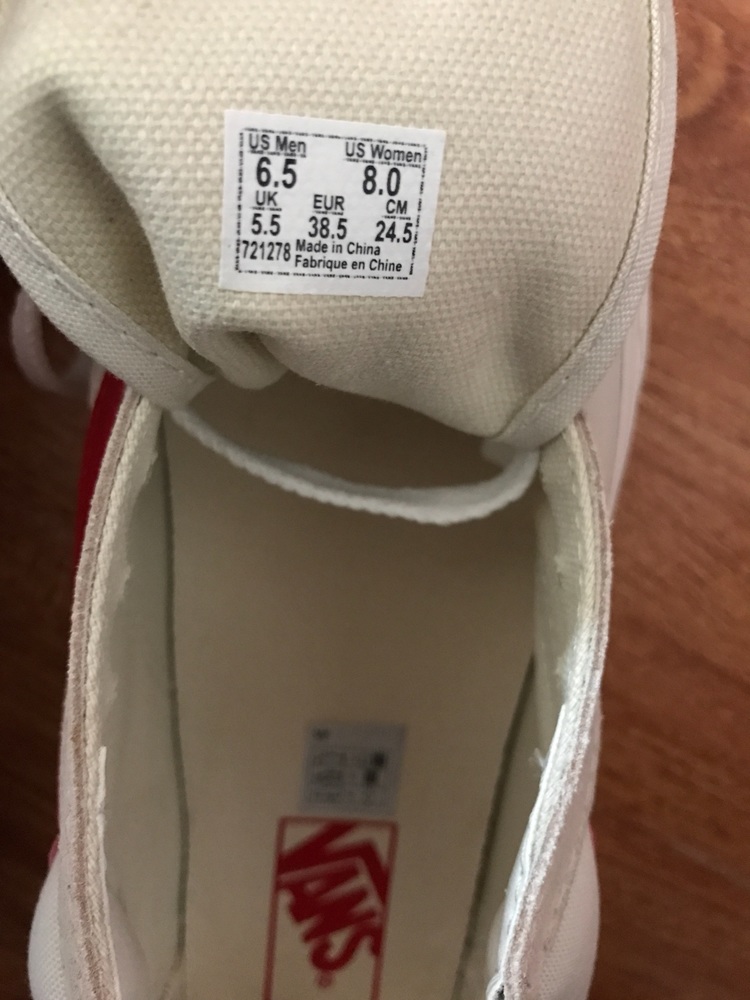 US Men US Women
6.5 8.0
UK EUR CM
5.5 38.5 24.5
721278 Made in China
Fabrique en Chine
VANS